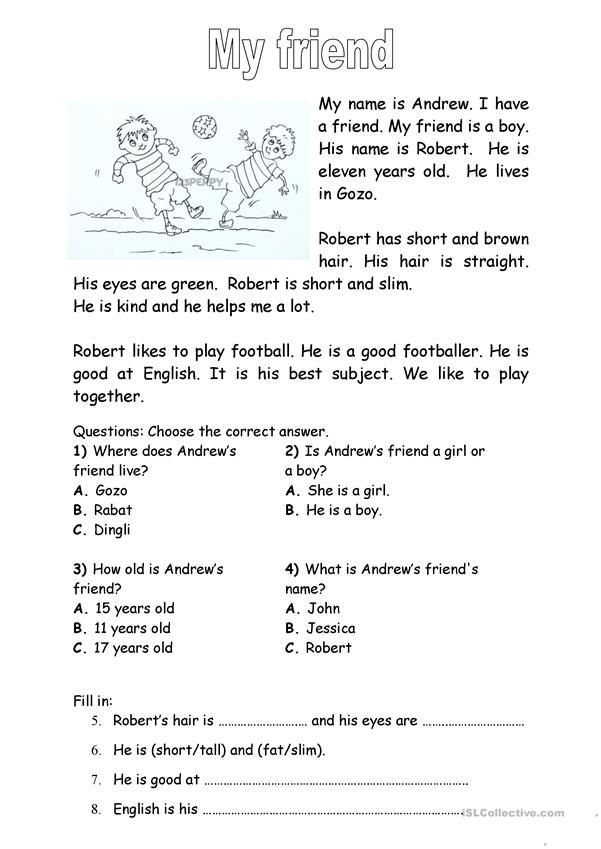 My friend
My name is Andrew. I have
a friend. My friend is a boy.
His name is Robert. He is
eleven years old. He lives
in Gozo.
123PEPPY
Robert has short and brown
hair. His hair is straight.
His eyes are green. Robert is short and slim.
He is kind and he helps me a lot.
Robert likes to play football. He is a good footballer. He is
good at English. It is his best subject. We like to play
together.
Questions: Choose the correct answer.
1) Where does Andrew's
friend live?
A. Gozo
B. Rabat
C. Dingli
2) Is Andrew's friend a girl or
a boy?
A. She is a girl.
B. He is a boy.
3) How old is Andrew's
friend?
A. 15 years old
B. 11 years old
C. 17 years old
4) What is Andrew's friend's
name?
A. John
B. Jessica
C. Robert
Fill in:
5. Robert's hair is ........................... and his eyes are ..............................
6. He is (short/tall) and (fat/slim).
7. He is good at ................................................................................
8. English is his ................................................................................
iSLCollective.com